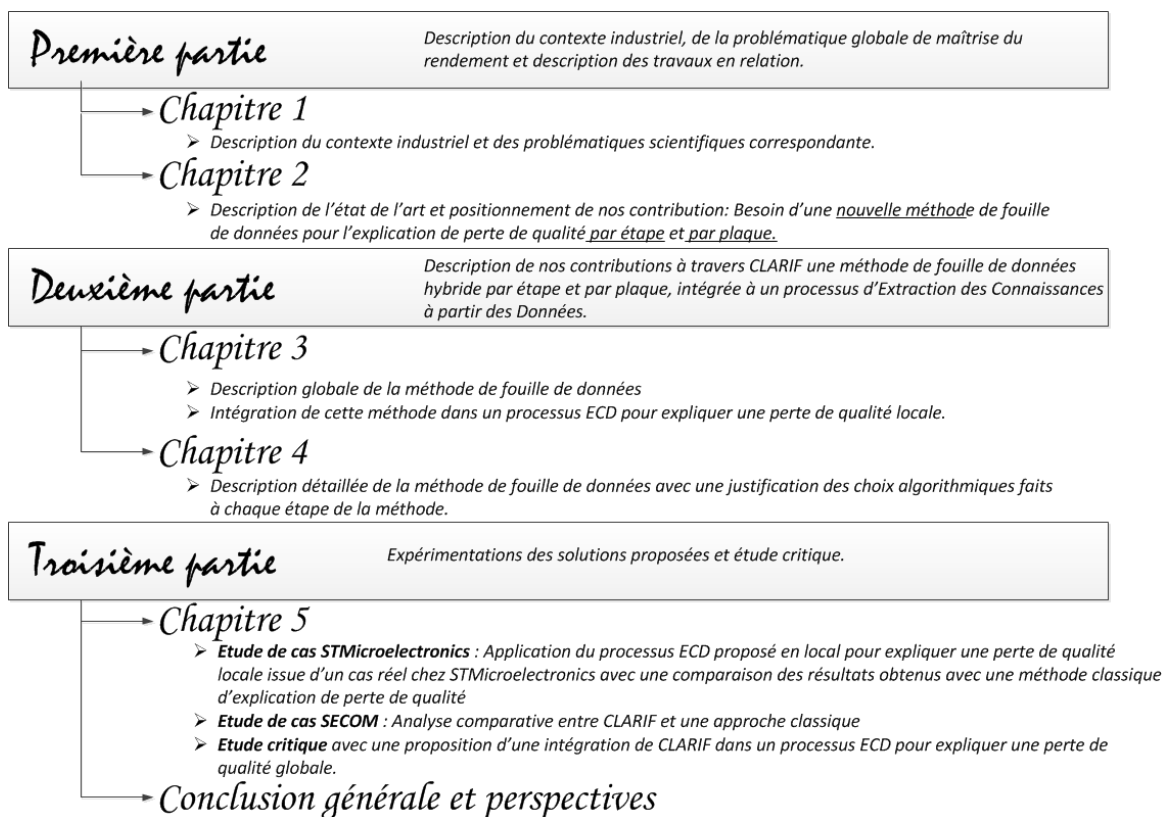 Première partie
Description du contexte industriel, de la problématique globale de maîtrise du
rendement et description des travaux en relation.
Chapitre 1
➢ Description du contexte industriel et des problématiques scientifiques correspondante.
Chapitre 2
➢ Description de l'état de l'art et positionnement de nos contribution: Besoin d'une nouvelle méthode de fouille
de données pour l'explication de perte de qualité par étape et par plaque.
Deuxième partie
Description de nos contributions à travers CLARIF une méthode de fouille de données
hybride par étape et par plaque, intégrée à un processus d'Extraction des Connaissances
à partir des Données.
Chapitre 3
➢ Description globale de la méthode de fouille de données
➢ Intégration de cette méthode dans un processus ECD pour expliquer une perte de qualité locale.
Chapitre 4
➢ Description détaillée de la méthode de fouille de données avec une justification des choix algorithmiques faits
à chaque étape de la méthode.
Troisième partie
Expérimentations des solutions proposées et étude critique.
Chapitre 5
➢ Etude de cas STMicroelectronics : Application du processus ECD proposé en local pour expliquer une perte de qualité
locale issue d'un cas réel chez STMicroelectronics avec une comparaison des résultats obtenus avec une méthode classique
d'explication de perte de qualité
➢ Etude de cas SECOM : Analyse comparative entre CLARIF et une approche classique
➢ Etude critique avec une proposition d'une intégration de CLARIF dans un processus ECD pour expliquer une perte de
qualité globale.
Conclusion générale et perspectives